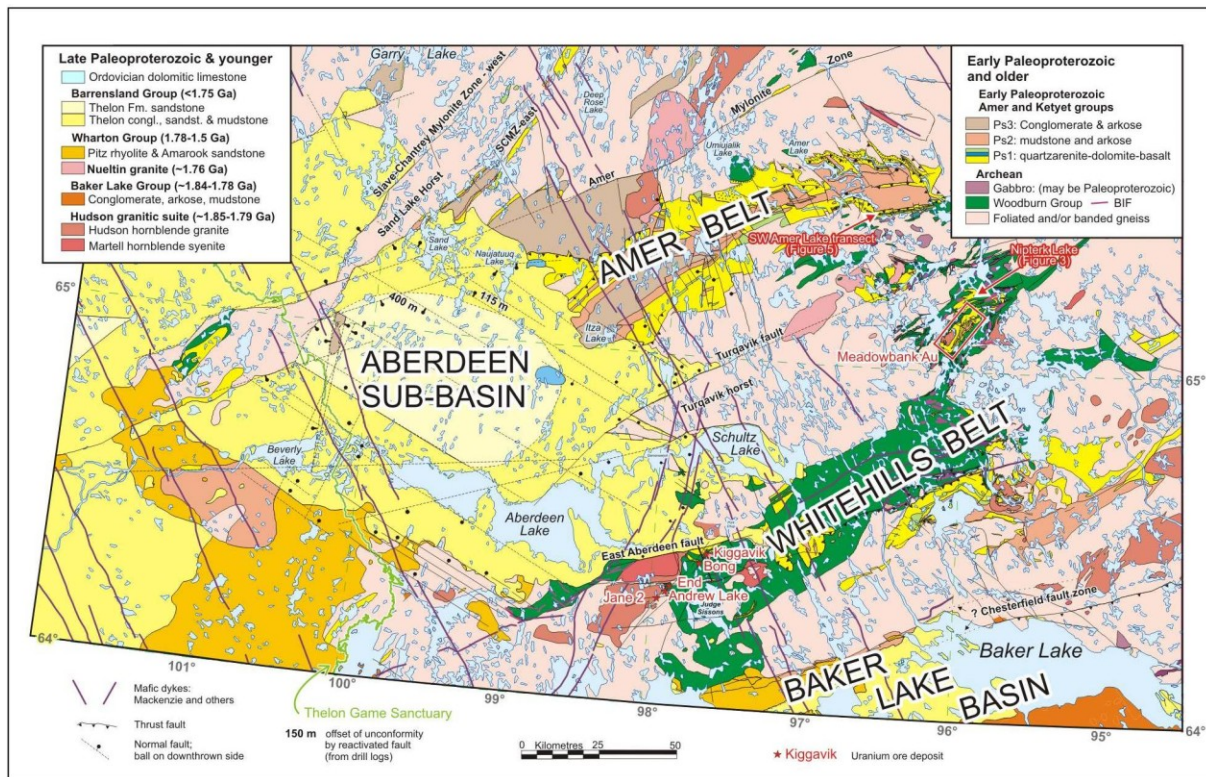 Late Paleoproterozoic & younger
Ordovician dolomitic limestone
Barrensland Group (<1.75 Ga)
Thelon Fm. sandstone
Thelon congl., sandst. & mudstone
Wharton Group (1.78-1.5 Ga)
Pitz rhyolite & Amarook sandstone
Nueltin granite (~1.76 Ga)
Baker Lake Group (~1.84-1.78 Ga)
Conglomerate, arkose, mudstone
Hudson granitic suite (~1.85-1.79 Ga)
Hudson hornblende granite
Martell hornblende syenite
Early Paleoproterozoic
and older
Early Paleoproterozoic
Amer and Ketyet groups
Ps3: Conglomerate & arkose
Ps2: mudstone and arkose
Ps1: quartzarenite-dolomite-basalt
Archean
Gabbro: (may be Paleoproterozoic)
Woodburn Group
BIF
Foliated and/or banded gneiss
Garry Lake
Deep
Rose
Lake
Slave-Chantrey Mylonite Zone - west
SCMZ-east
Sand Lake Horst
Amer
Mylonite
Zone
Umiujalik
Lake
Amer
Lake
Sand
Lake
Naujatuuq
Lake
AMER BELT
SW Amer Lake transect
(Figure 5)
Nipterk Lake
(Figure 3)
65°
400 m
115 m
Itza
Lake
ABERDEEN
SUB-BASIN
Turqavik fault
Meadowbank Au
65°
Turqavik horst
Schultz
Lake
Beverly
Lake
WHITEHILLS BELT
Aberdeen
Lake
East Aberdeen fault
Kiggavik
Bong
End
Andrew Lake
Jane 2
Judge
Sissons
? Chesterfield fault zone
Baker Lake
BAKER
LAKE
BASIN
64°
101°
100°
99°
98°
97°
96°
95°
64°
Mafic dykes:
Mackenzie and others
Thrust fault
Normal fault;
ball on downthrown side
Thelon Game Sanctuary
150 m offset of unconformity
by reactivated fault
(from drill logs)
0 Kilometres 25 50
Kiggavik Uranium ore deposit